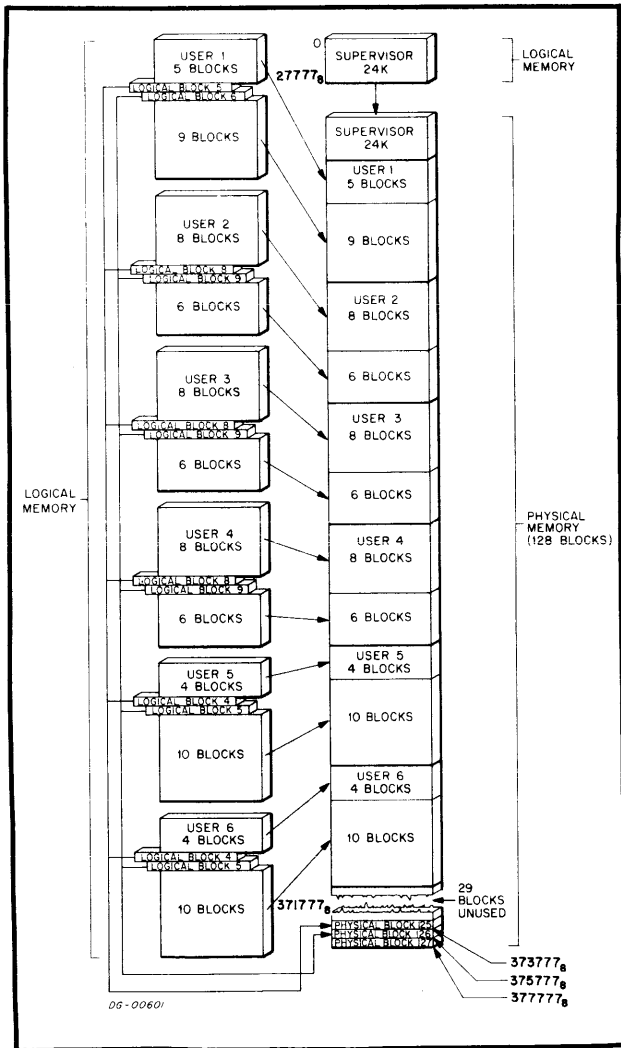 USER 1
5 BLOCKS
LOGICAL BLOCK 5
LOGICAL BLOCK 6
9 BLOCKS
USER 2
8 BLOCKS
LOGICAL BLOCK 8
LOGICAL BLOCK 9
6 BLOCKS
USER 3
8 BLOCKS
LOGICAL BLOCK 8
LOGICAL BLOCK 9
6 BLOCKS
LOGICAL
MEMORY
USER 4
8 BLOCKS
LOGICAL BLOCK 8
LOGICAL BLOCK 9
6 BLOCKS
USER 5
4 BLOCKS
LOGICAL BLOCK 4
LOGICAL BLOCK 5
10 BLOCKS
USER 6
4 BLOCKS
LOGICAL BLOCK 4
LOGICAL BLOCK 5
10 BLOCKS
DG-00601
0
27777₈
SUPERVISOR
24K
LOGICAL
MEMORY
SUPERVISOR
24K
USER 1
5 BLOCKS
9 BLOCKS
USER 2
8 BLOCKS
6 BLOCKS
USER 3
8 BLOCKS
6 BLOCKS
USER 4
8 BLOCKS
6 BLOCKS
USER 5
4 BLOCKS
10 BLOCKS
USER 6
4 BLOCKS
10 BLOCKS
PHYSICAL
MEMORY
(128 BLOCKS)
29
BLOCKS
UNUSED
371777₈
PHYSICAL BLOCK 125
PHYSICAL BLOCK 126
PHYSICAL BLOCK 127
373777₈
375777₈
377777₈